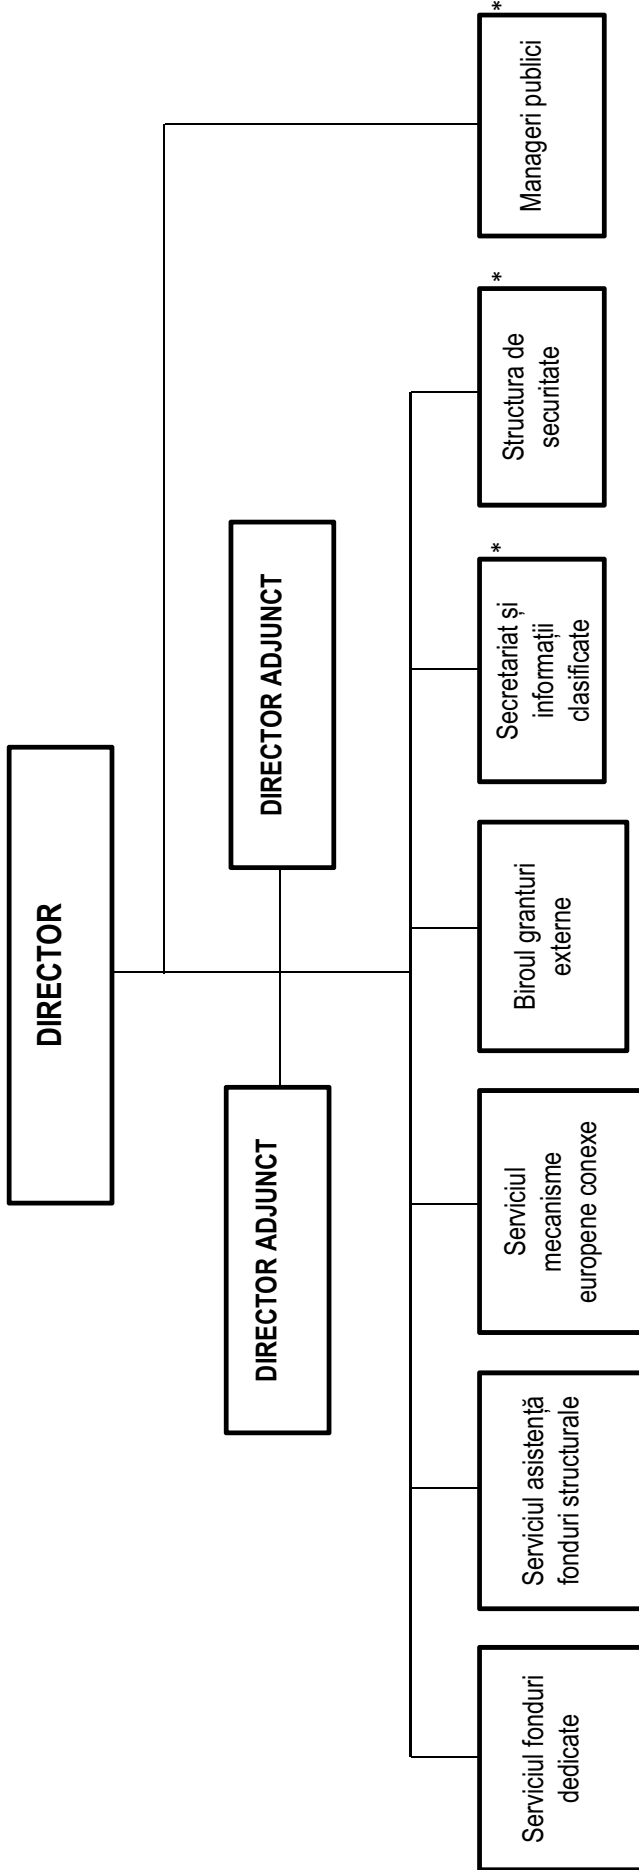 DIRECTOR
DIRECTOR ADJUNCT
DIRECTOR ADJUNCT
Serviciul fonduri
dedicate
Serviciul asistență
fonduri structurale
Serviciul
mecanisme
europene conexe
Biroul granturi
externe
*
Secretariat și
informații
clasificate
*
Structura de
securitate
*
Manageri publici